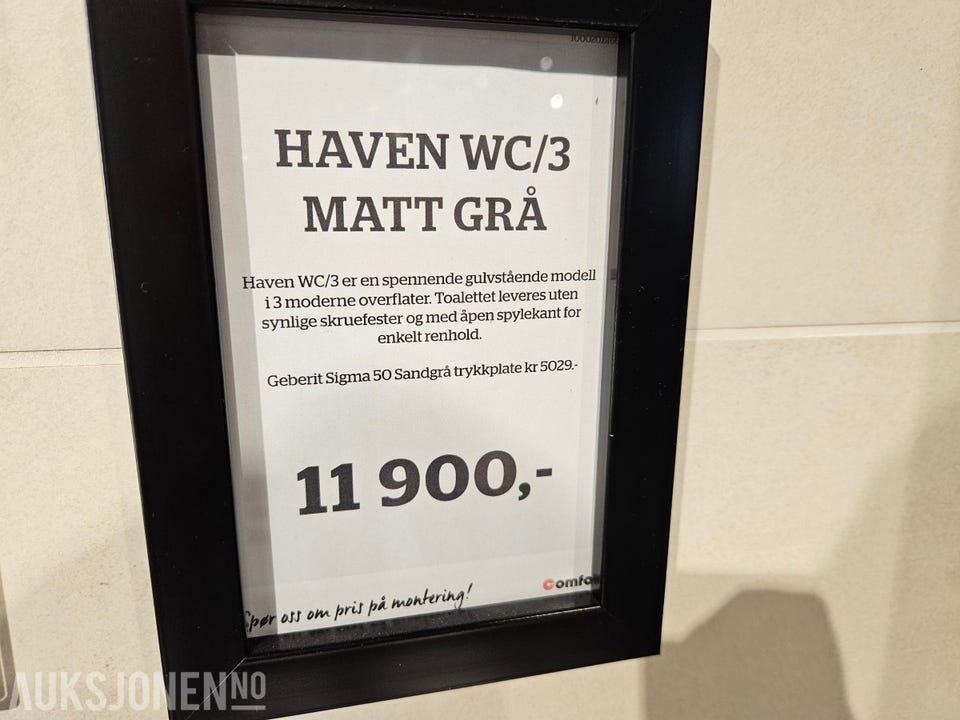 HAVEN WC/3
MATT GRÅ
Haven WC/3 er en spennende gulvstående modell
i 3 moderne overflater. Toalettet leveres uten
synlige skruefester og med åpen spylekant for
enkelt renhold.
Geberit Sigma 50 Sandgrå trykkplate kr 5029.-
11 900,-
Spør oss om pris på montering!
Comfo
AUKSJONEN.NO